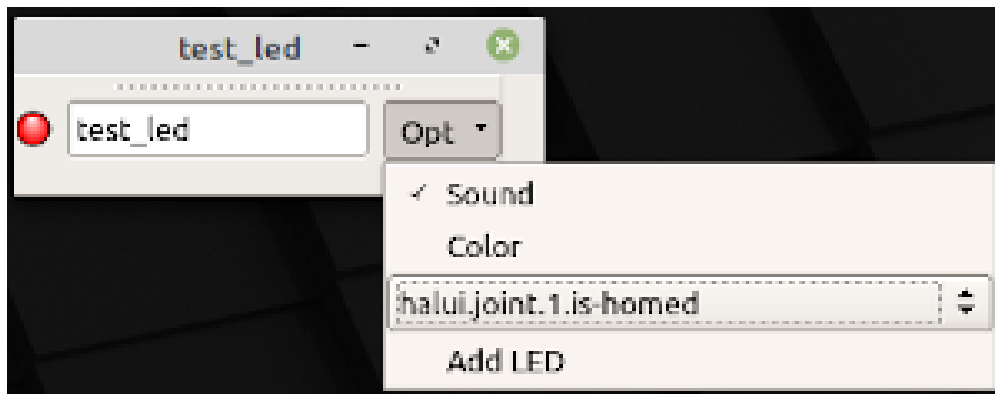 test_led
test_led Opt
Sound
Color
halui.joint.1.is-homed
Add LED